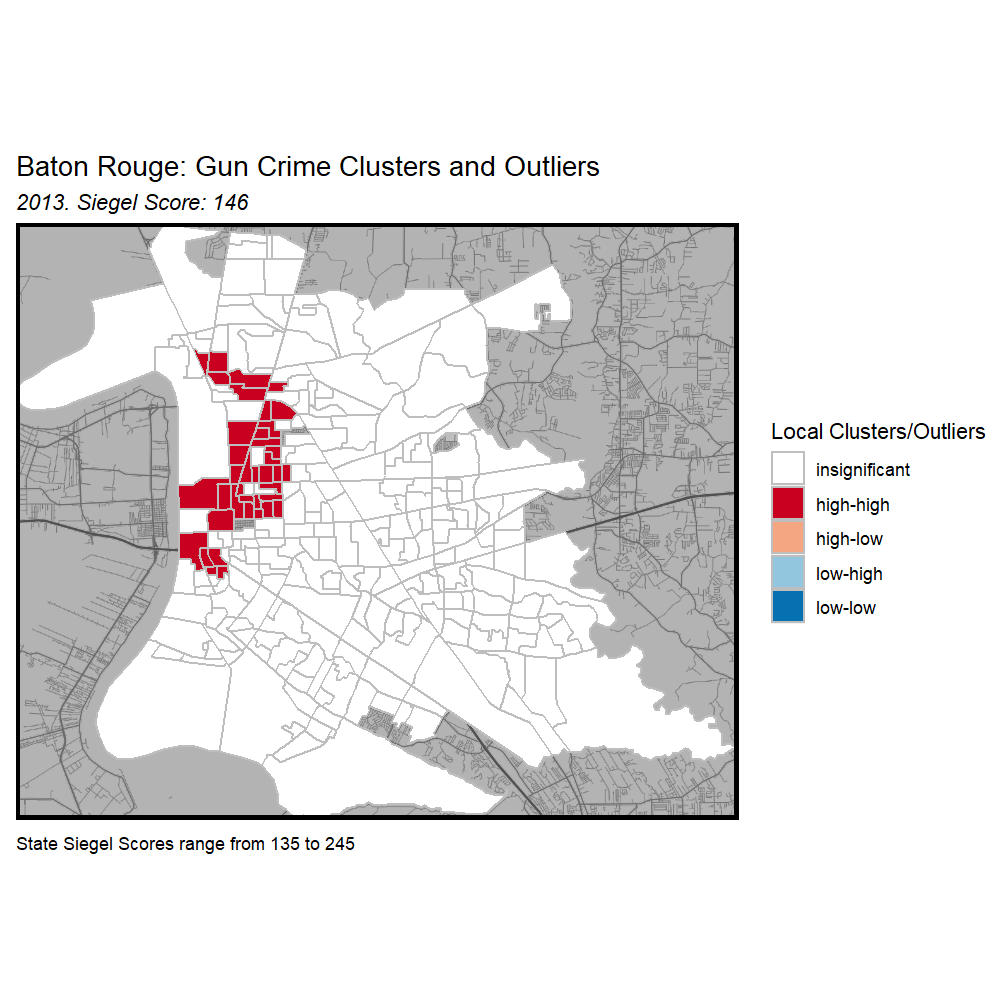 Baton Rouge: Gun Crime Clusters and Outliers
2013. Siegel Score: 146
Local Clusters/Outliers
insignificant
high-high
high-low
low-high
low-low
State Siegel Scores range from 135 to 245